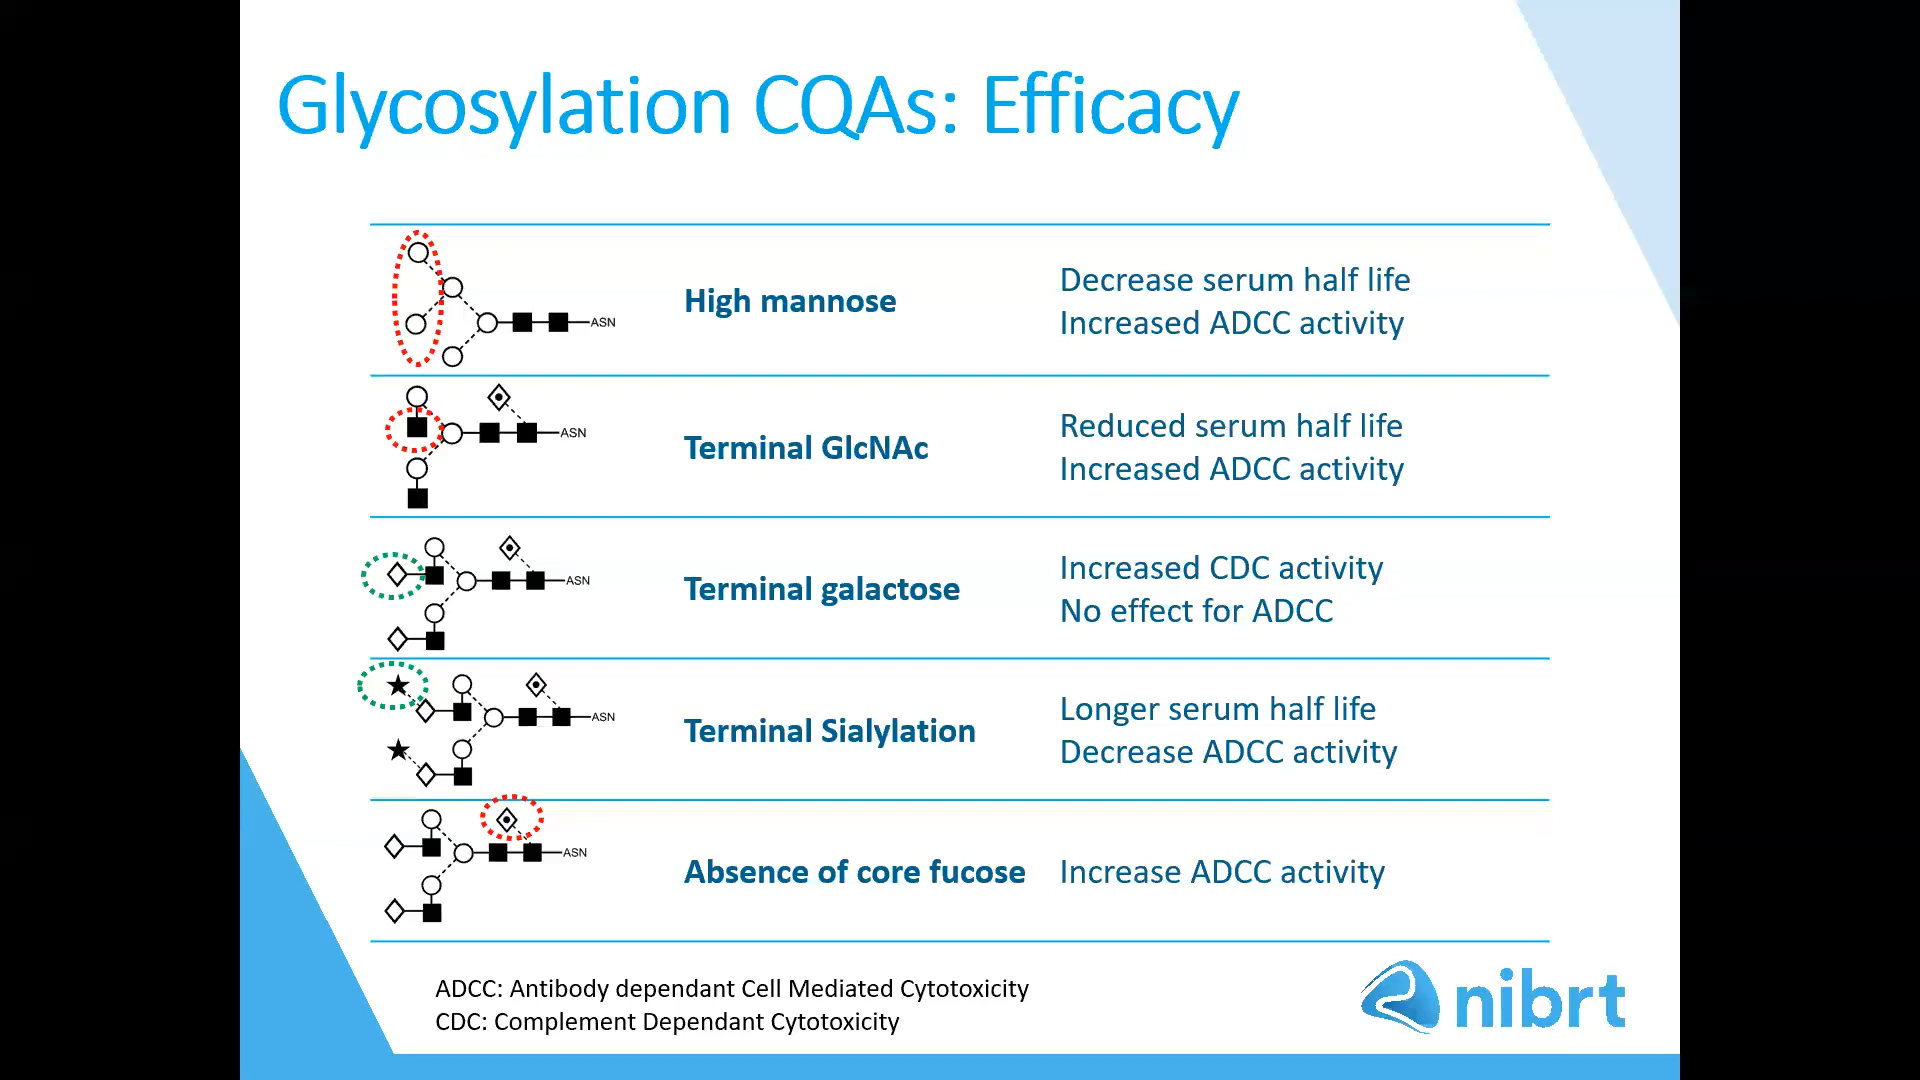 Glycosylation CQAs: Efficacy
ASN
High mannose
Decrease serum half life
Increased ADCC activity
ASN
Terminal GlcNAc
Reduced serum half life
Increased ADCC activity
ASN
Terminal galactose
Increased CDC activity
No effect for ADCC
ASN
Terminal Sialylation
Longer serum half life
Decrease ADCC activity
ASN
Absence of core fucose
Increase ADCC activity
ADCC: Antibody dependant Cell Mediated Cytotoxicity
CDC: Complement Dependant Cytotoxicity
nibrt